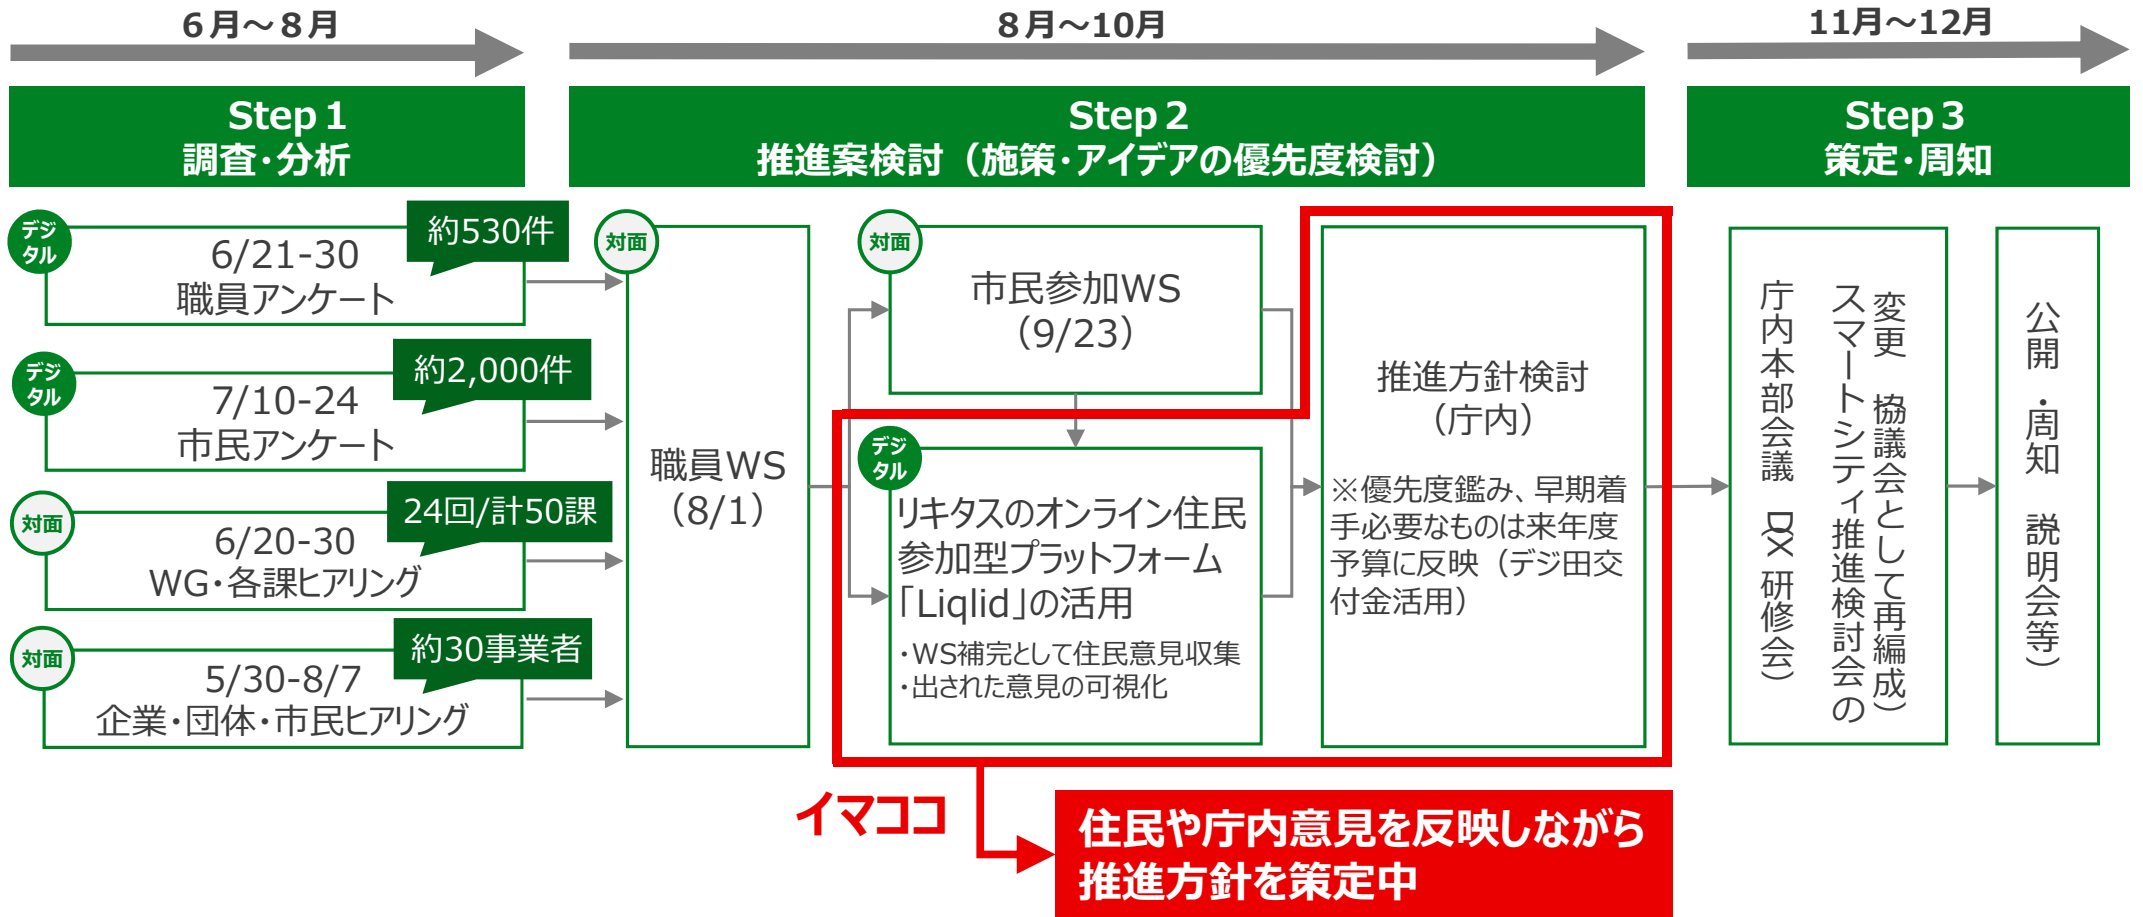 ６月～８月
８月～10月
11月～12月
Step１
調査・分析
Step２
推進案検討（施策・アイデアの優先度検討）
Step３
策定・周知
デジ
タル
約530件
6/21-30
職員アンケート
デジ
タル
約2,000件
7/10-24
市民アンケート
対面
24回/計50課
6/20-30
WG・各課ヒアリング
対面
約30事業者
5/30-8/7
企業・団体・市民ヒアリング
対面
職員WS
（8/1）
対面
市民参加WS
（9/23）
デジ
タル
リキタスのオンライン住民
参加型プラットフォーム
「Liqlid」の活用
・WS補完として住民意見収集
・出された意見の可視化
推進方針検討
（庁内）
※優先度鑑み、早期着
手必要なものは来年度
予算に反映（デジ田交
付金活用）
変更　協議会として再編成）
スマートシティ推進検討会の
庁内本部会議　DX研修会）
公開・周知　説明会等）
イマココ
住民や庁内意見を反映しながら
推進方針を策定中